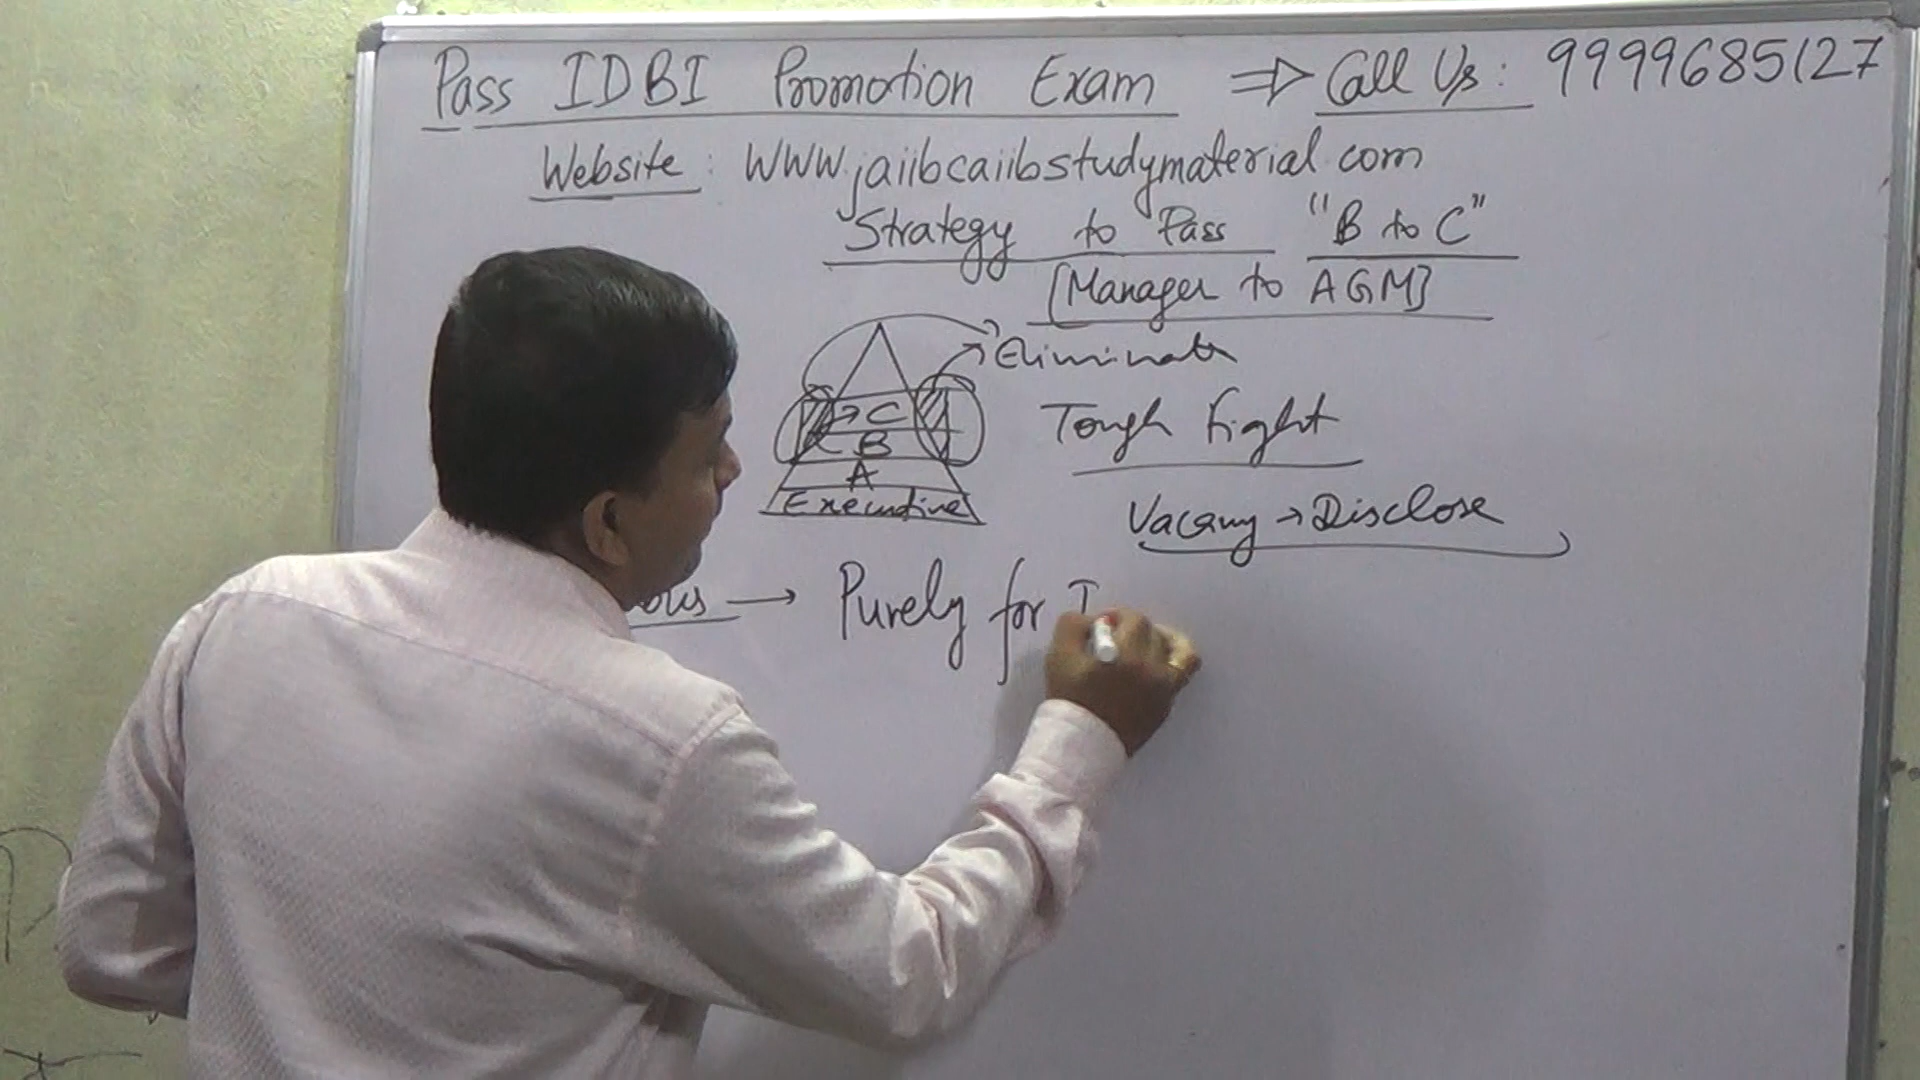 Pass IDBI Promotion Exam ⇒ Call Us: 9999685127
Website: WWW.jaiibcaiibstudymaterial.com
Strategy to Pass "B to C"
[Manager to AGM]
Eliminate
C
B
A
Executive
Tough Fight
Vacancy → Disclose
→ Purely for I